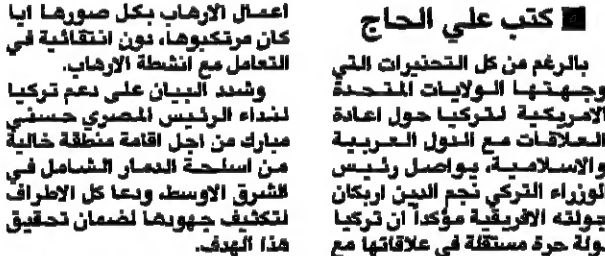 كتب علي الحاج
بالرغم من كل التحذيرات التي
وجهتها الولايات المتحدة
الامريكية لتركيا حول اعادة
العلاقات مع الدول العربية
والاسلامية، يواصل رئيس
الوزراء التركي نجم الدين اربكان
جولته الافريقية مؤكداً ان تركيا
دولة حرة مستقلة في علاقاتها مع
اعمال الارهاب بكل صورها ايا
كان مرتكبوها، دون انتقائية في
التعامل مع انشطة الارهاب.
وشدد البيان على دعم تركيا
لنداء الرئيس المصري حسني
مبارك من اجل اقامة منطقة خالية
من اسلحة الدمار الشامل في
الشرق الاوسط، ودعا كل الاطراف
لتكثيف جهودها لضمان تحقيق
هذا الهدف.